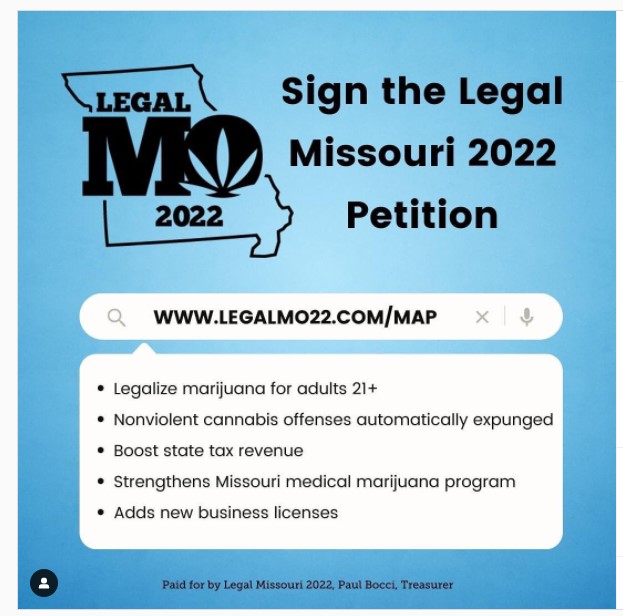 LEGAL
MO
2022
Sign the Legal
Missouri 2022
Petition
WWW.LEGALMO22.COM/MAP
• Legalize marijuana for adults 21+
• Nonviolent cannabis offenses automatically expunged
• Boost state tax revenue
• Strengthens Missouri medical marijuana program
• Adds new business licenses
Paid for by Legal Missouri 2022, Paul Bocci, Treasurer